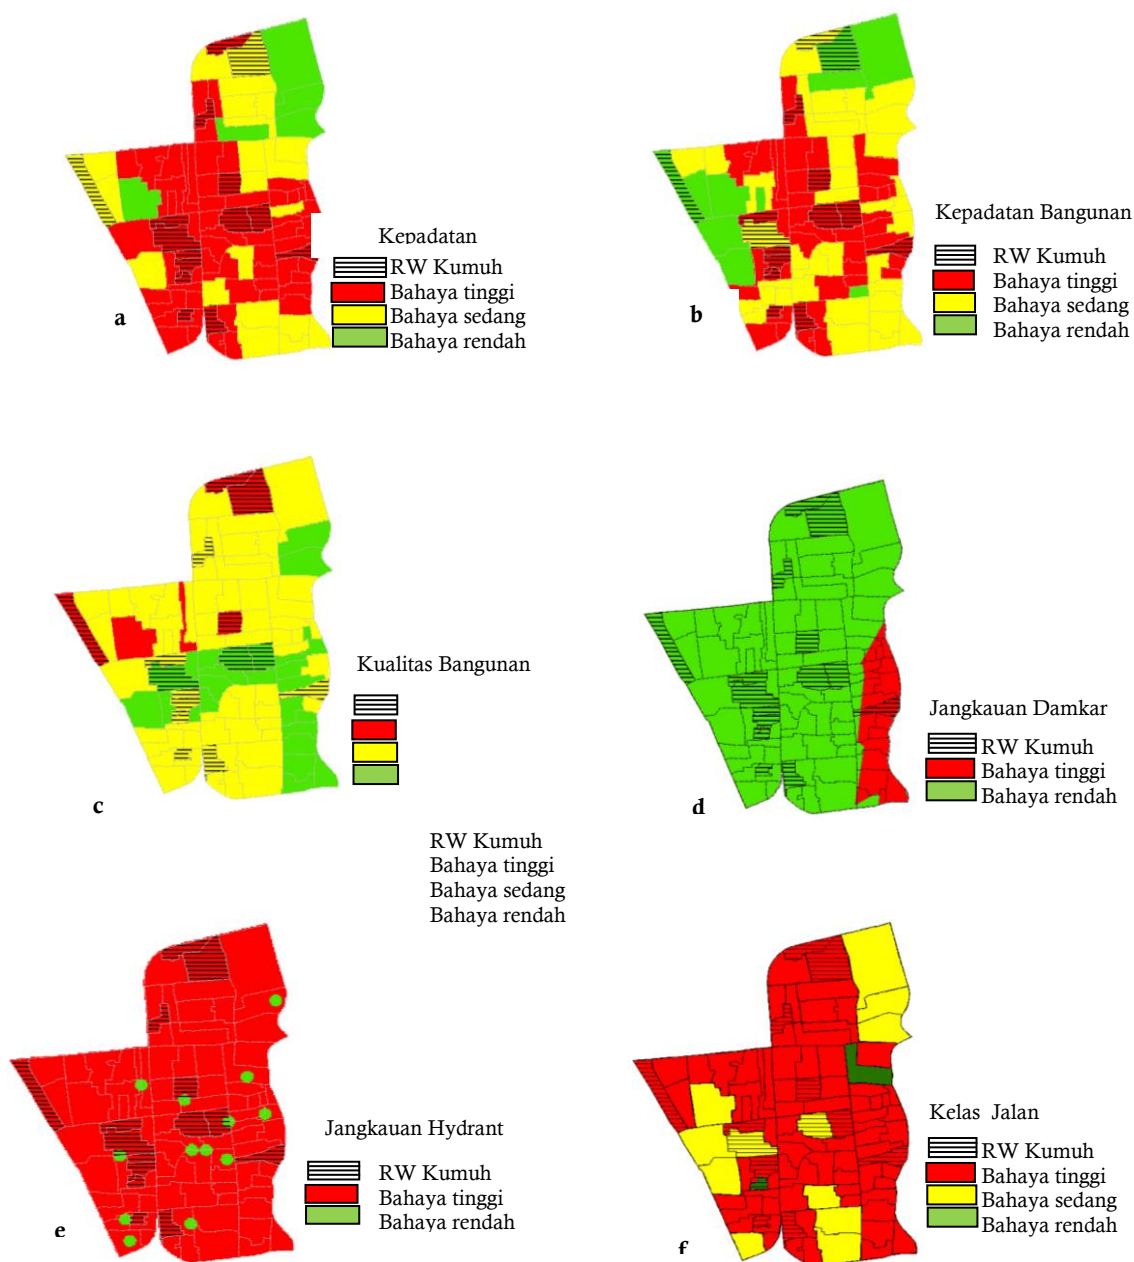 Kepadatan
RW Kumuh
Bahaya tinggi
Bahaya sedang
Bahaya rendah
a
Kepadatan Bangunan
RW Kumuh
Bahaya tinggi
Bahaya sedang
Bahaya rendah
b
Kualitas Bangunan
c
RW Kumuh
Bahaya tinggi
Bahaya sedang
Bahaya rendah
Jangkauan Damkar
RW Kumuh
Bahaya tinggi
Bahaya rendah
d
Jangkauan Hydrant
RW Kumuh
Bahaya tinggi
Bahaya rendah
e
Kelas Jalan
RW Kumuh
Bahaya tinggi
Bahaya sedang
Bahaya rendah
f